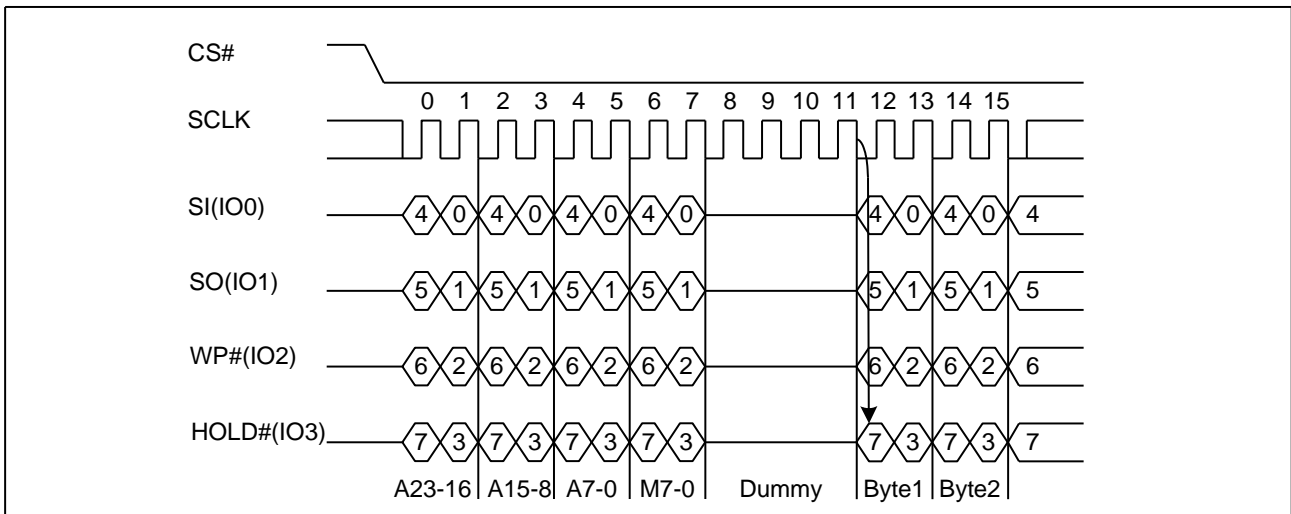 CS#
0 1 2 3 4 5 6 7 8 9 10 11 12 13 14 15
SCLK
SI(IO0) 4 0 4 0 4 0 4 0 4 0 4 0 4
SO(IO1) 5 1 5 1 5 1 5 1 5 1 5 1 5
WP#(IO2) 6 2 6 2 6 2 6 2 6 2 6 2 6
HOLD#(IO3) 7 3 7 3 7 3 7 3 7 3 7 3 7
A23-16 A15-8 A7-0 M7-0 Dummy Byte1 Byte2